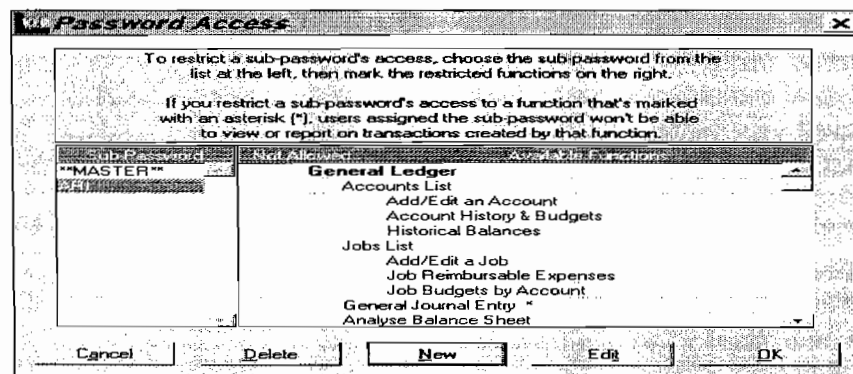 Password Access
To restrict a sub-password's access, choose the sub-password from the
list at the left, then mark the restricted functions on the right.
If you restrict a sub-password's access to a function that's marked
with an asterisk (*), users assigned the sub-password won't be able
to view or report on transactions created by that function.
Sub-Password Not Allowed Available Functions
**MASTER**
General Ledger
Accounts List
Add/Edit an Account
Account History & Budgets
Historical Balances
Jobs List
Add/Edit a Job
Job Reimbursable Expenses
Job Budgets by Account
General Journal Entry *
Analyse Balance Sheet
Cancel Delete New Edit OK